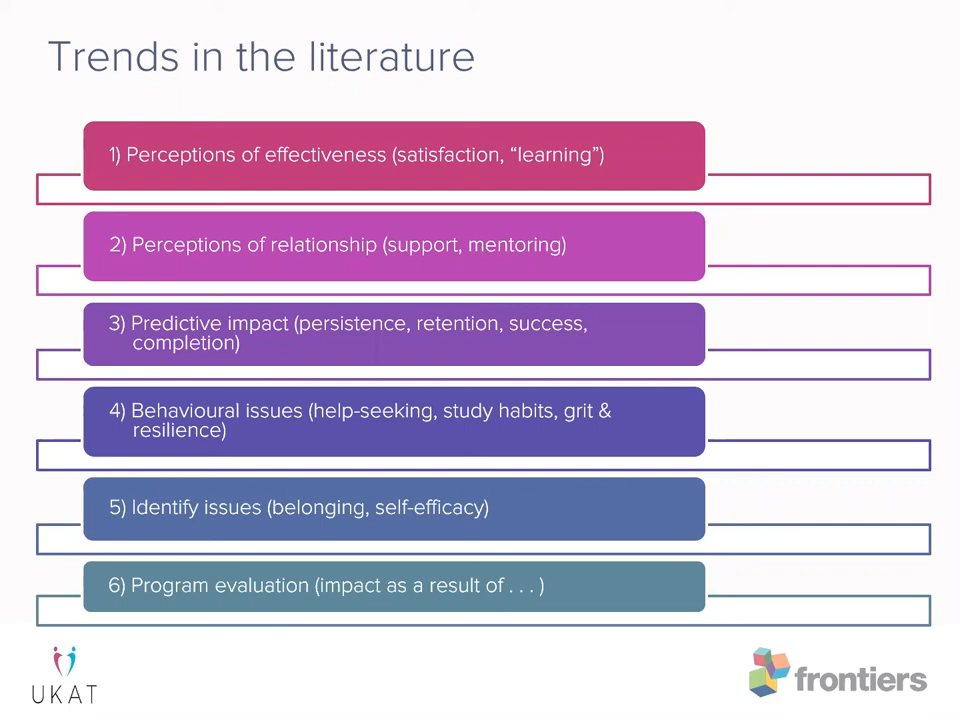 Trends in the literature
1) Perceptions of effectiveness (satisfaction, “learning”)
2) Perceptions of relationship (support, mentoring)
3) Predictive impact (persistence, retention, success,
completion)
4) Behavioural issues (help-seeking, study habits, grit &
resilience)
5) Identify issues (belonging, self-efficacy)
6) Program evaluation (impact as a result of . . . )
UKAT
frontiers